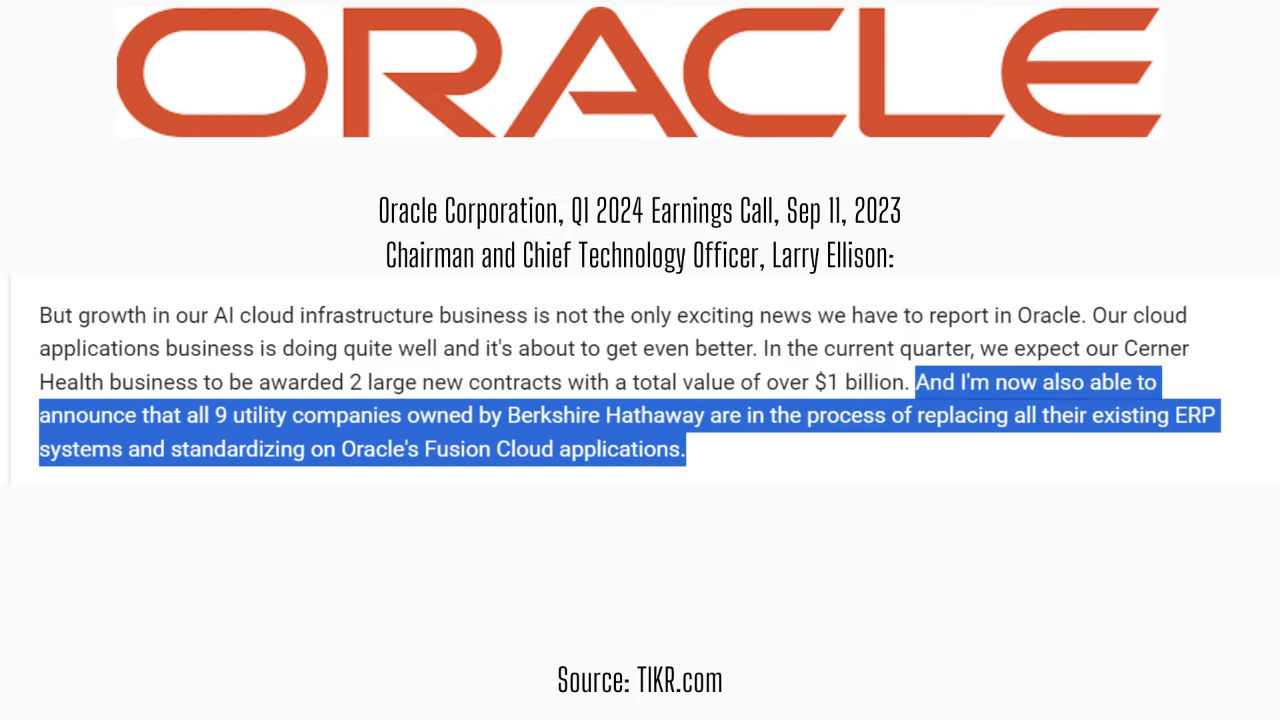 ORACLE
Oracle Corporation, Q1 2024 Earnings Call, Sep 11, 2023
Chairman and Chief Technology Officer, Larry Ellison:
But growth in our AI cloud infrastructure business is not the only exciting news we have to report in Oracle. Our cloud
applications business is doing quite well and it's about to get even better. In the current quarter, we expect our Cerner
Health business to be awarded 2 large new contracts with a total value of over $1 billion. And I'm now also able to
announce that all 9 utility companies owned by Berkshire Hathaway are in the process of replacing all their existing ERP
systems and standardizing on Oracle's Fusion Cloud applications.
Source: TIKR.com